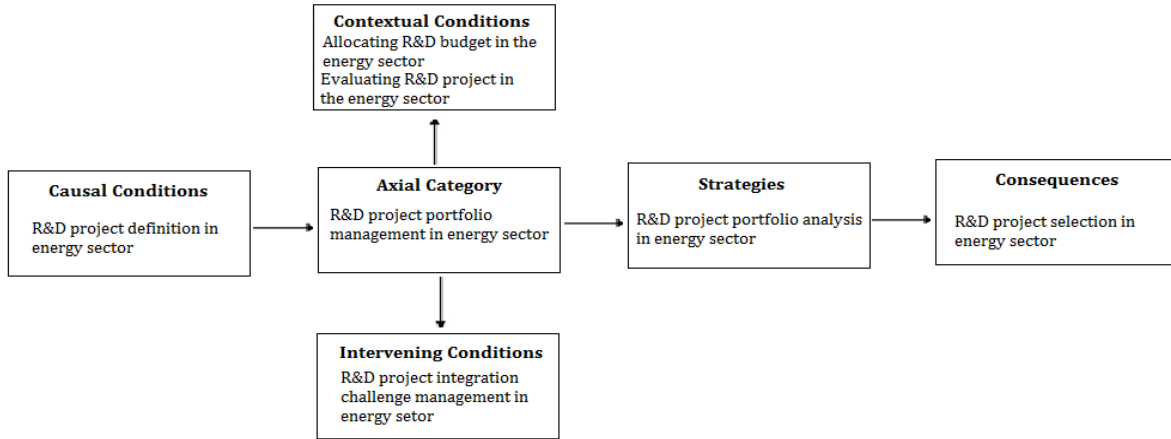 Contextual Conditions
Allocating R&D budget in the
energy sector
Evaluating R&D project in
the energy sector
Causal Conditions
R&D project definition in
energy sector
Axial Category
R&D project portfolio
management in energy sector
Strategies
R&D project portfolio analysis
in energy sector
Consequences
R&D project selection in
energy sector
Intervening Conditions
R&D project integration
challenge management in
energy setor